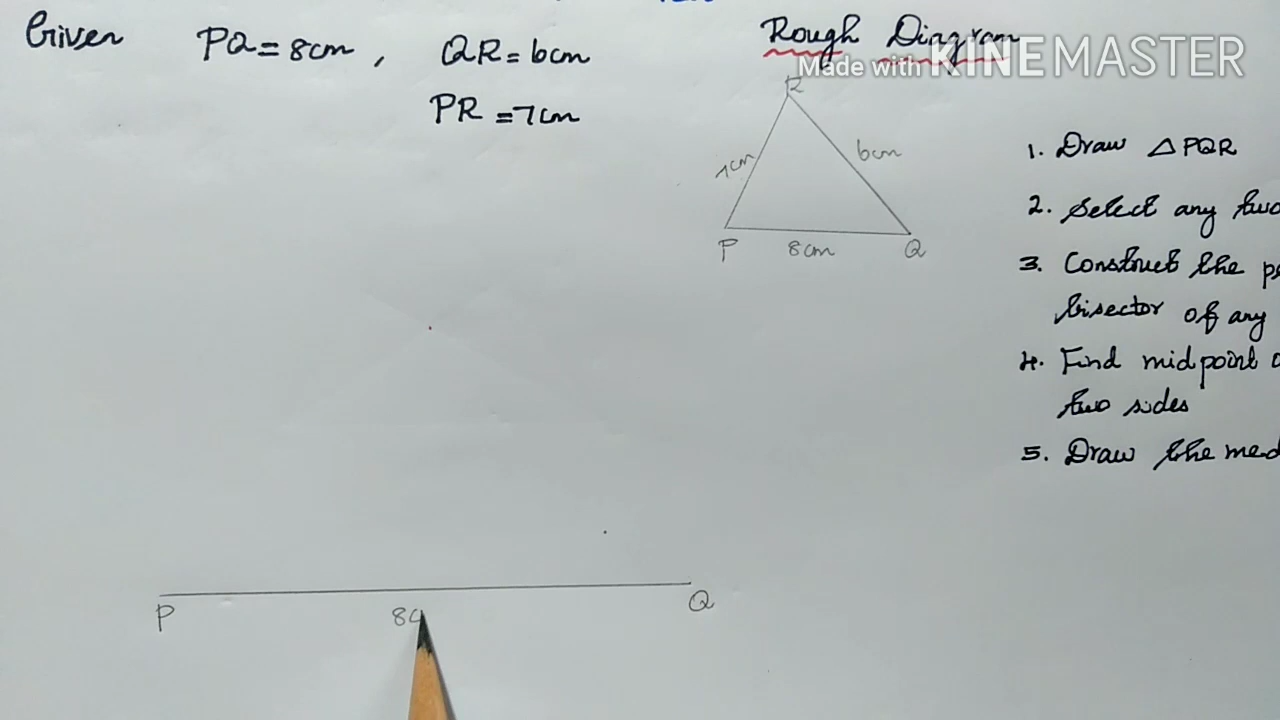 Given PQ = 8cm , QR = 6cm
PR = 7cm
Rough Diagram
Made with KINEMASTER
R
7cm 6cm
P 8cm Q
1. Draw △PQR
2. Select any two
3. Construct the
bisector of any
4. Find midpoint
two sides
5. Draw the med
P 8c Q